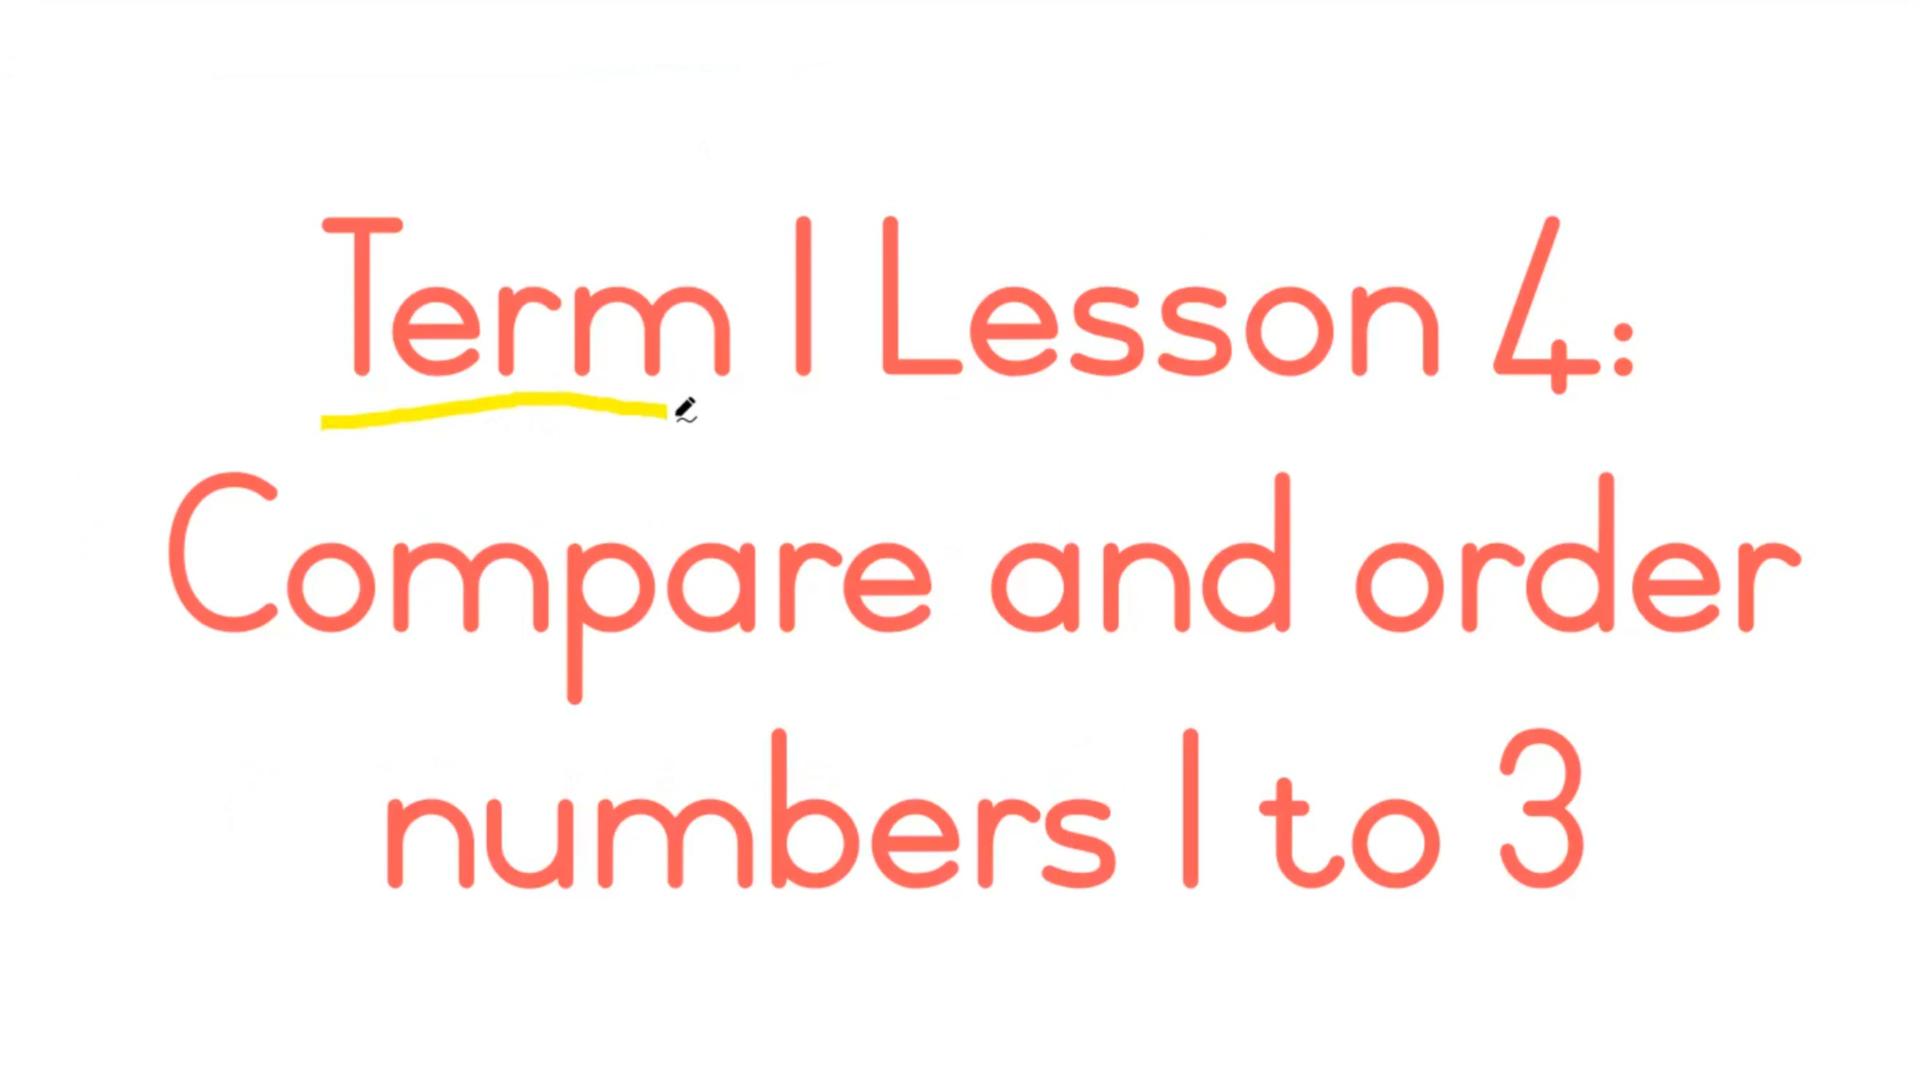 Term 1 Lesson 4:
Compare and order
numbers 1 to 3